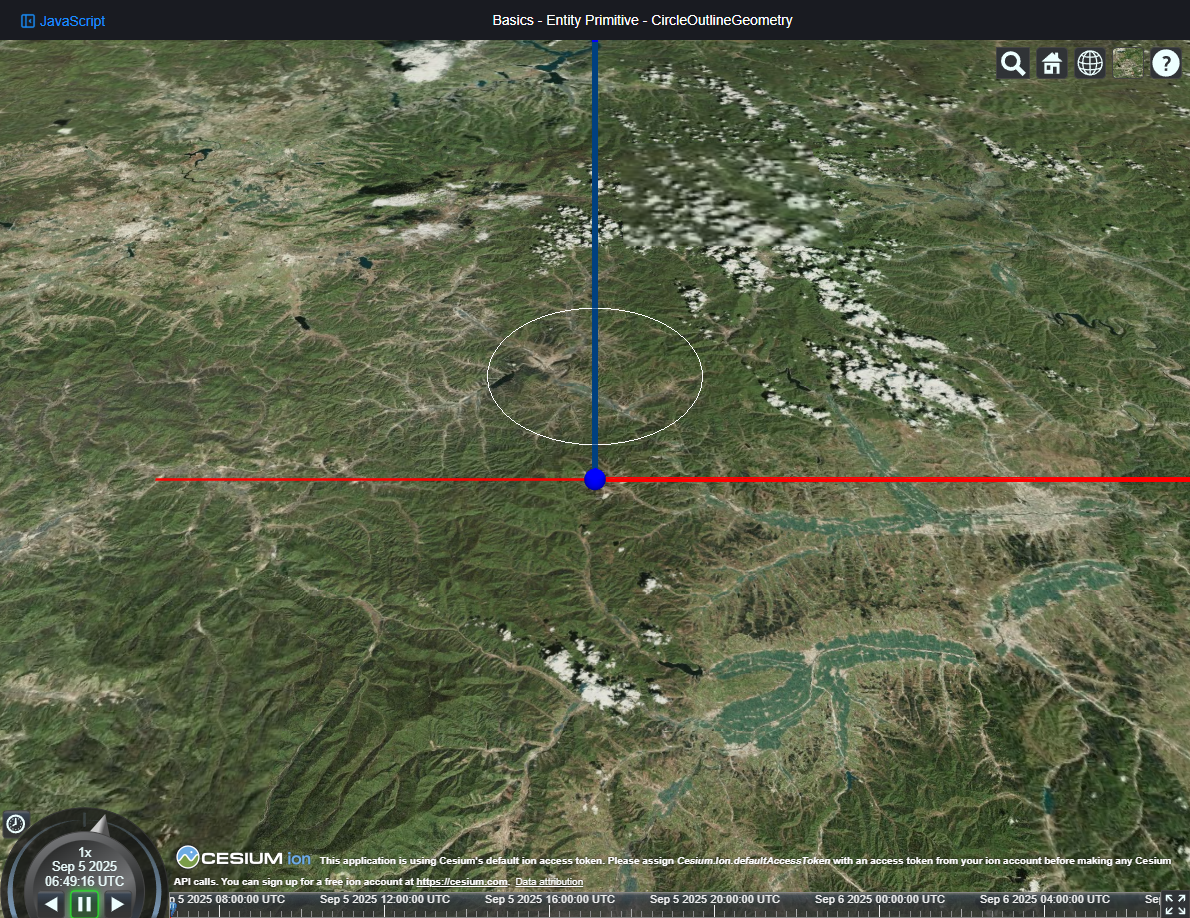 JavaScript
Basics - Entity Primitive - CircleOutlineGeometry
?
1x
Sep 5 2025
06:49:16 UTC
CESIUM ion This application is using Cesium's default ion access token. Please assign Cesium.Ion.defaultAccessToken with an access token from your ion account before making any Cesium
API calls. You can sign up for a free ion account at https://cesium.com. Data attribution
p 5 2025 08:00:00 UTC Sep 5 2025 12:00:00 UTC Sep 5 2025 16:00:00 UTC Sep 5 2025 20:00:00 UTC Sep 6 2025 00:00:00 UTC Sep 6 2025 04:00:00 UTC Sep